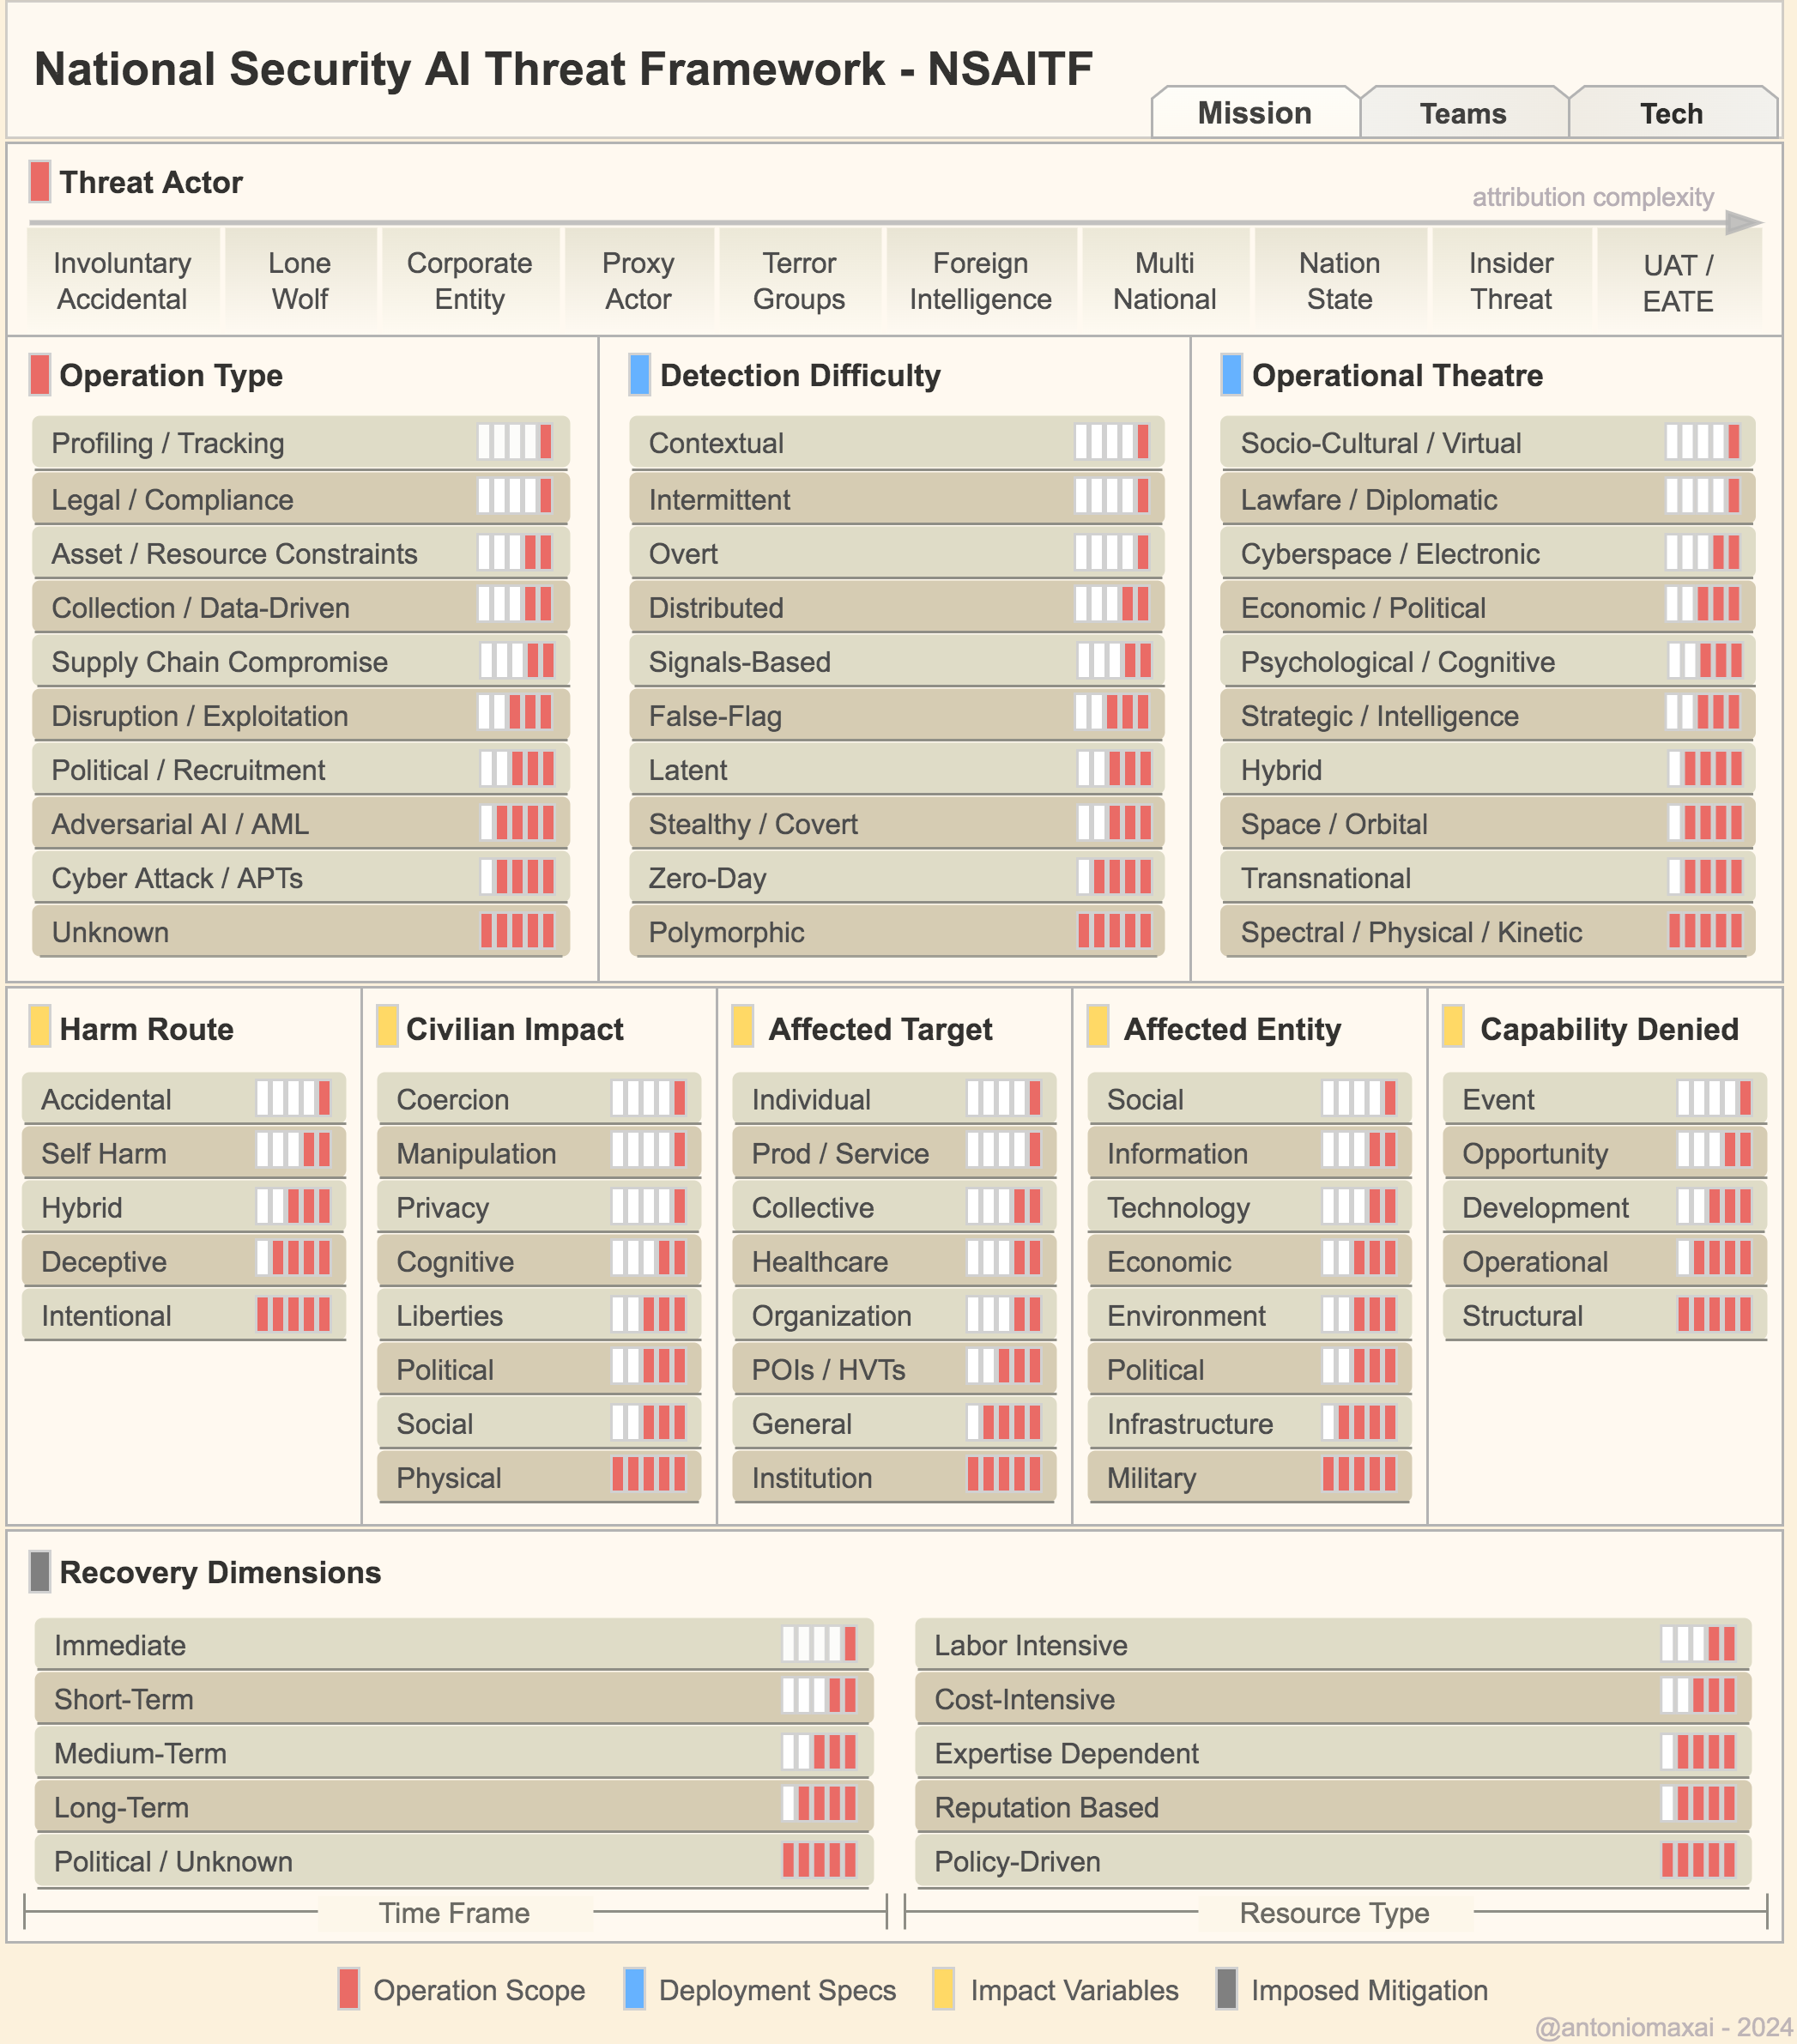 National Security AI Threat Framework - NSAITF
Mission
Teams
Tech
Threat Actor
attribution complexity
Involuntary
Accidental
Lone
Wolf
Corporate
Entity
Proxy
Actor
Terror
Groups
Foreign
Intelligence
Multi
National
Nation
State
Insider
Threat
UAT /
EATE
Operation Type
Profiling / Tracking
Legal / Compliance
Asset / Resource Constraints
Collection / Data-Driven
Supply Chain Compromise
Disruption / Exploitation
Political / Recruitment
Adversarial AI / AML
Cyber Attack / APTs
Unknown
Detection Difficulty
Contextual
Intermittent
Overt
Distributed
Signals-Based
False-Flag
Latent
Stealthy / Covert
Zero-Day
Polymorphic
Operational Theatre
Socio-Cultural / Virtual
Lawfare / Diplomatic
Cyberspace / Electronic
Economic / Political
Psychological / Cognitive
Strategic / Intelligence
Hybrid
Space / Orbital
Transnational
Spectral / Physical / Kinetic
Harm Route
Accidental
Self Harm
Hybrid
Deceptive
Intentional
Civilian Impact
Coercion
Manipulation
Privacy
Cognitive
Liberties
Political
Social
Physical
Affected Target
Individual
Prod / Service
Collective
Healthcare
Organization
POIs / HVTs
General
Institution
Affected Entity
Social
Information
Technology
Economic
Environment
Political
Infrastructure
Military
Capability Denied
Event
Opportunity
Development
Operational
Structural
Recovery Dimensions
Immediate
Short-Term
Medium-Term
Long-Term
Political / Unknown
Time Frame
Labor Intensive
Cost-Intensive
Expertise Dependent
Reputation Based
Policy-Driven
Resource Type
Operation Scope
Deployment Specs
Impact Variables
Imposed Mitigation
@antoniomaxai - 2024